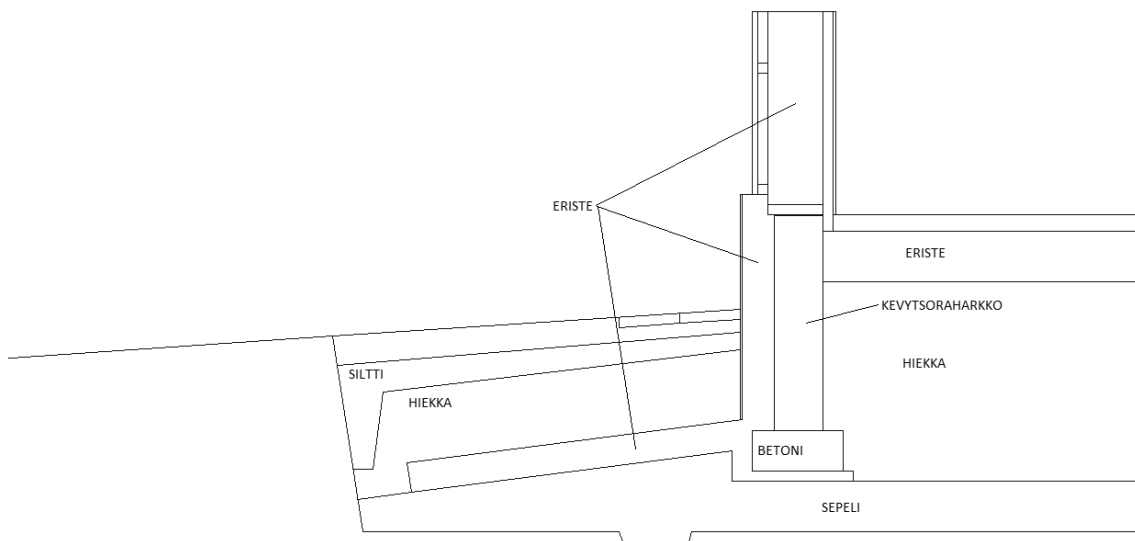 ERISTE
ERISTE
KEVYTSORAHARKKO
HIEKKA
SILTTI
HIEKKA
BETONI
SEPELI